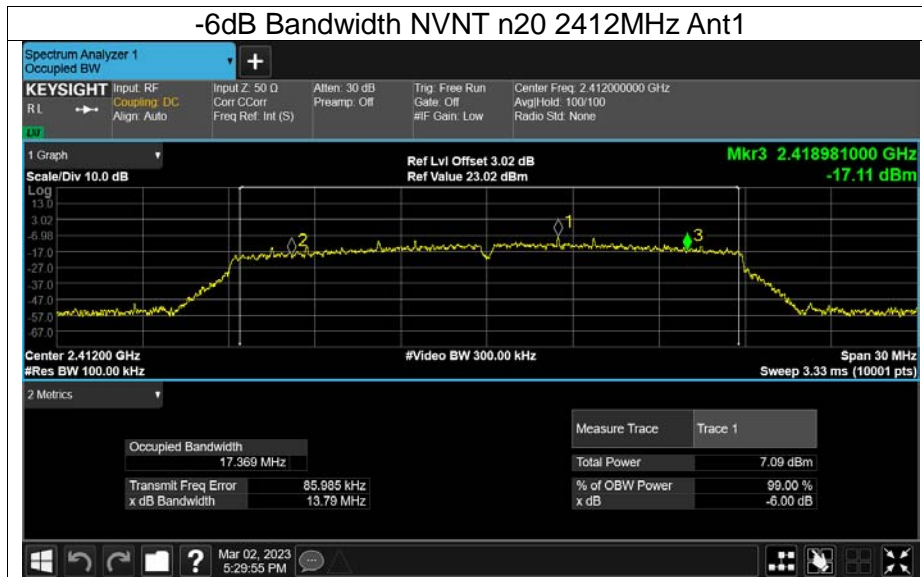 -6dB Bandwidth NVNT n20 2412MHz Ant1
Spectrum Analyzer 1
Occupied BW
KEYSIGHT Input: RF Input Z: 50 Ω Atten: 30 dB Trig: Free Run Center Freq: 2.412000000 GHz
R L Coupling: DC Corr CCorr Preamp: Off Gate: Off Avg|Hold: 100/100
Align: Auto Freq Ref: Int (S) #IF Gain: Low Radio Std: None
LXI
1 Graph Ref Lvl Offset 3.02 dB Mkr3 2.418981000 GHz
Scale/Div 10.0 dB Ref Value 23.02 dBm -17.11 dBm
Log
13.0
3.02
-6.98
-17.0
-27.0
-37.0
-47.0
-57.0
-67.0
1
2
3
Center 2.41200 GHz #Video BW 300.00 kHz Span 30 MHz
#Res BW 100.00 kHz Sweep 3.33 ms (10001 pts)
2 Metrics
Measure Trace Trace 1
Occupied Bandwidth
17.369 MHz Total Power 7.09 dBm
Transmit Freq Error 85.985 kHz % of OBW Power 99.00 %
x dB Bandwidth 13.79 MHz x dB -6.00 dB
Mar 02, 2023
5:29:55 PM